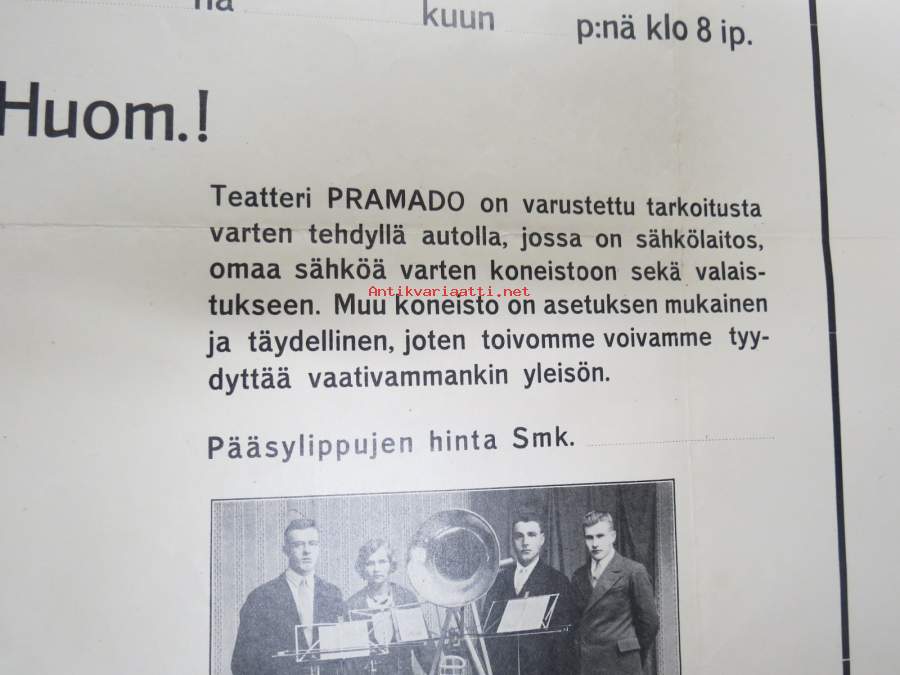 nä kuun p:nä klo 8 ip.
Huom.!
Teatteri PRAMADO on varustettu tarkoitusta
varten tehdyllä autolla, jossa on sähkölaitos,
omaa sähköä varten koneistoon sekä valais-
tukseen. Muu koneisto on asetuksen mukainen
ja täydellinen, joten toivomme voivamme tyy-
dyttää vaativammankin yleisön.
Pääsylippujen hinta Smk.
Antikvariaatti.net